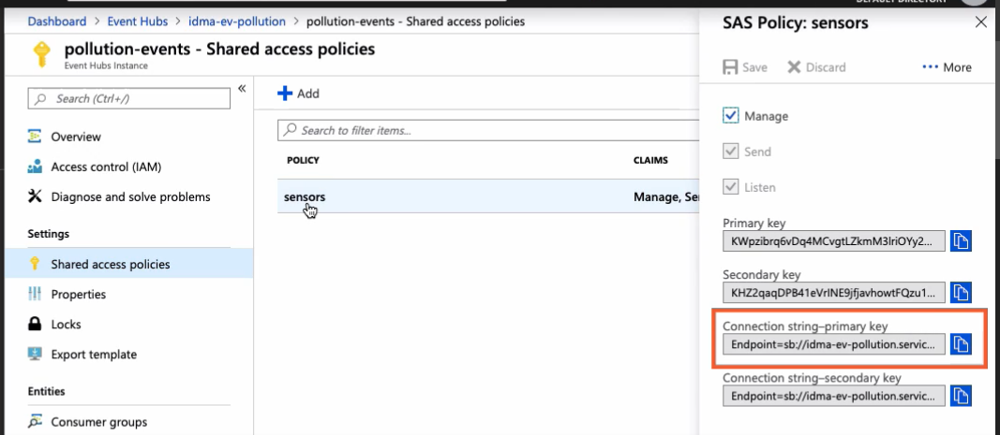 DEFAULT DIRECTORY
Dashboard > Event Hubs > idma-ev-pollution > pollution-events - Shared access policies
pollution-events - Shared access policies
Event Hubs Instance
Search (Ctrl+/)
«
Overview
Access control (IAM)
Diagnose and solve problems
Settings
Shared access policies
Properties
Locks
Export template
Entities
Consumer groups
Add
Search to filter items...
POLICY CLAIMS
sensors Manage, Se
SAS Policy: sensors
Save Discard ... More
Manage
Send
Listen
Primary key
KWpzibrq6vDq4MCvgtLZkmM3lriOYy2...
Secondary key
KHZ2qaqDPB41eVrINE9jfjavhowtFQzu1...
Connection string–primary key
Endpoint=sb://idma-ev-pollution.servic...
Connection string–secondary key
Endpoint=sb://idma-ev-pollution.servic...